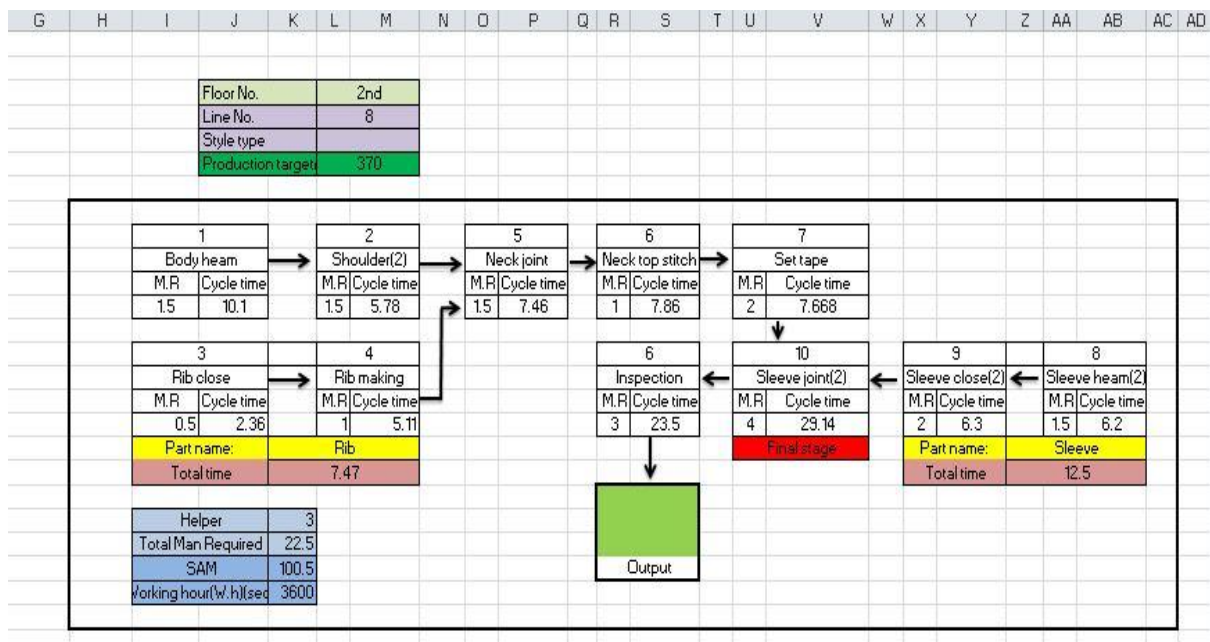 G H I J K L M N O P Q R S T U V W X Y Z AA AB AC AD
Floor No. 2nd
Line No. 8
Style type
Production targete 370
1 2 5 6 7
Body heam Shoulder(2) Neck joint Neck top stitch Set tape
M.R Cycle time M.R Cycle time M.R Cycle time M.R Cycle time M.R Cycle time
1.5 10.1 1.5 5.78 1.5 7.46 1 7.86 2 7.668
3 4 6 10 9 8
Rib close Rib making Inspection Sleeve joint(2) Sleeve close(2) Sleeve heam(2)
M.R Cycle time M.R Cycle time M.R Cycle time M.R Cycle time M.R Cycle time M.R Cycle time
0.5 2.36 1 5.11 3 23.5 4 29.14 2 6.3 1.5 6.2
Part name: Rib Final stage Part name: Sleeve
Total time 7.47 Total time 12.5
Helper 3
Total Man Required 22.5
SAM 100.5
Working hour(W.h)(sec 3600
Output